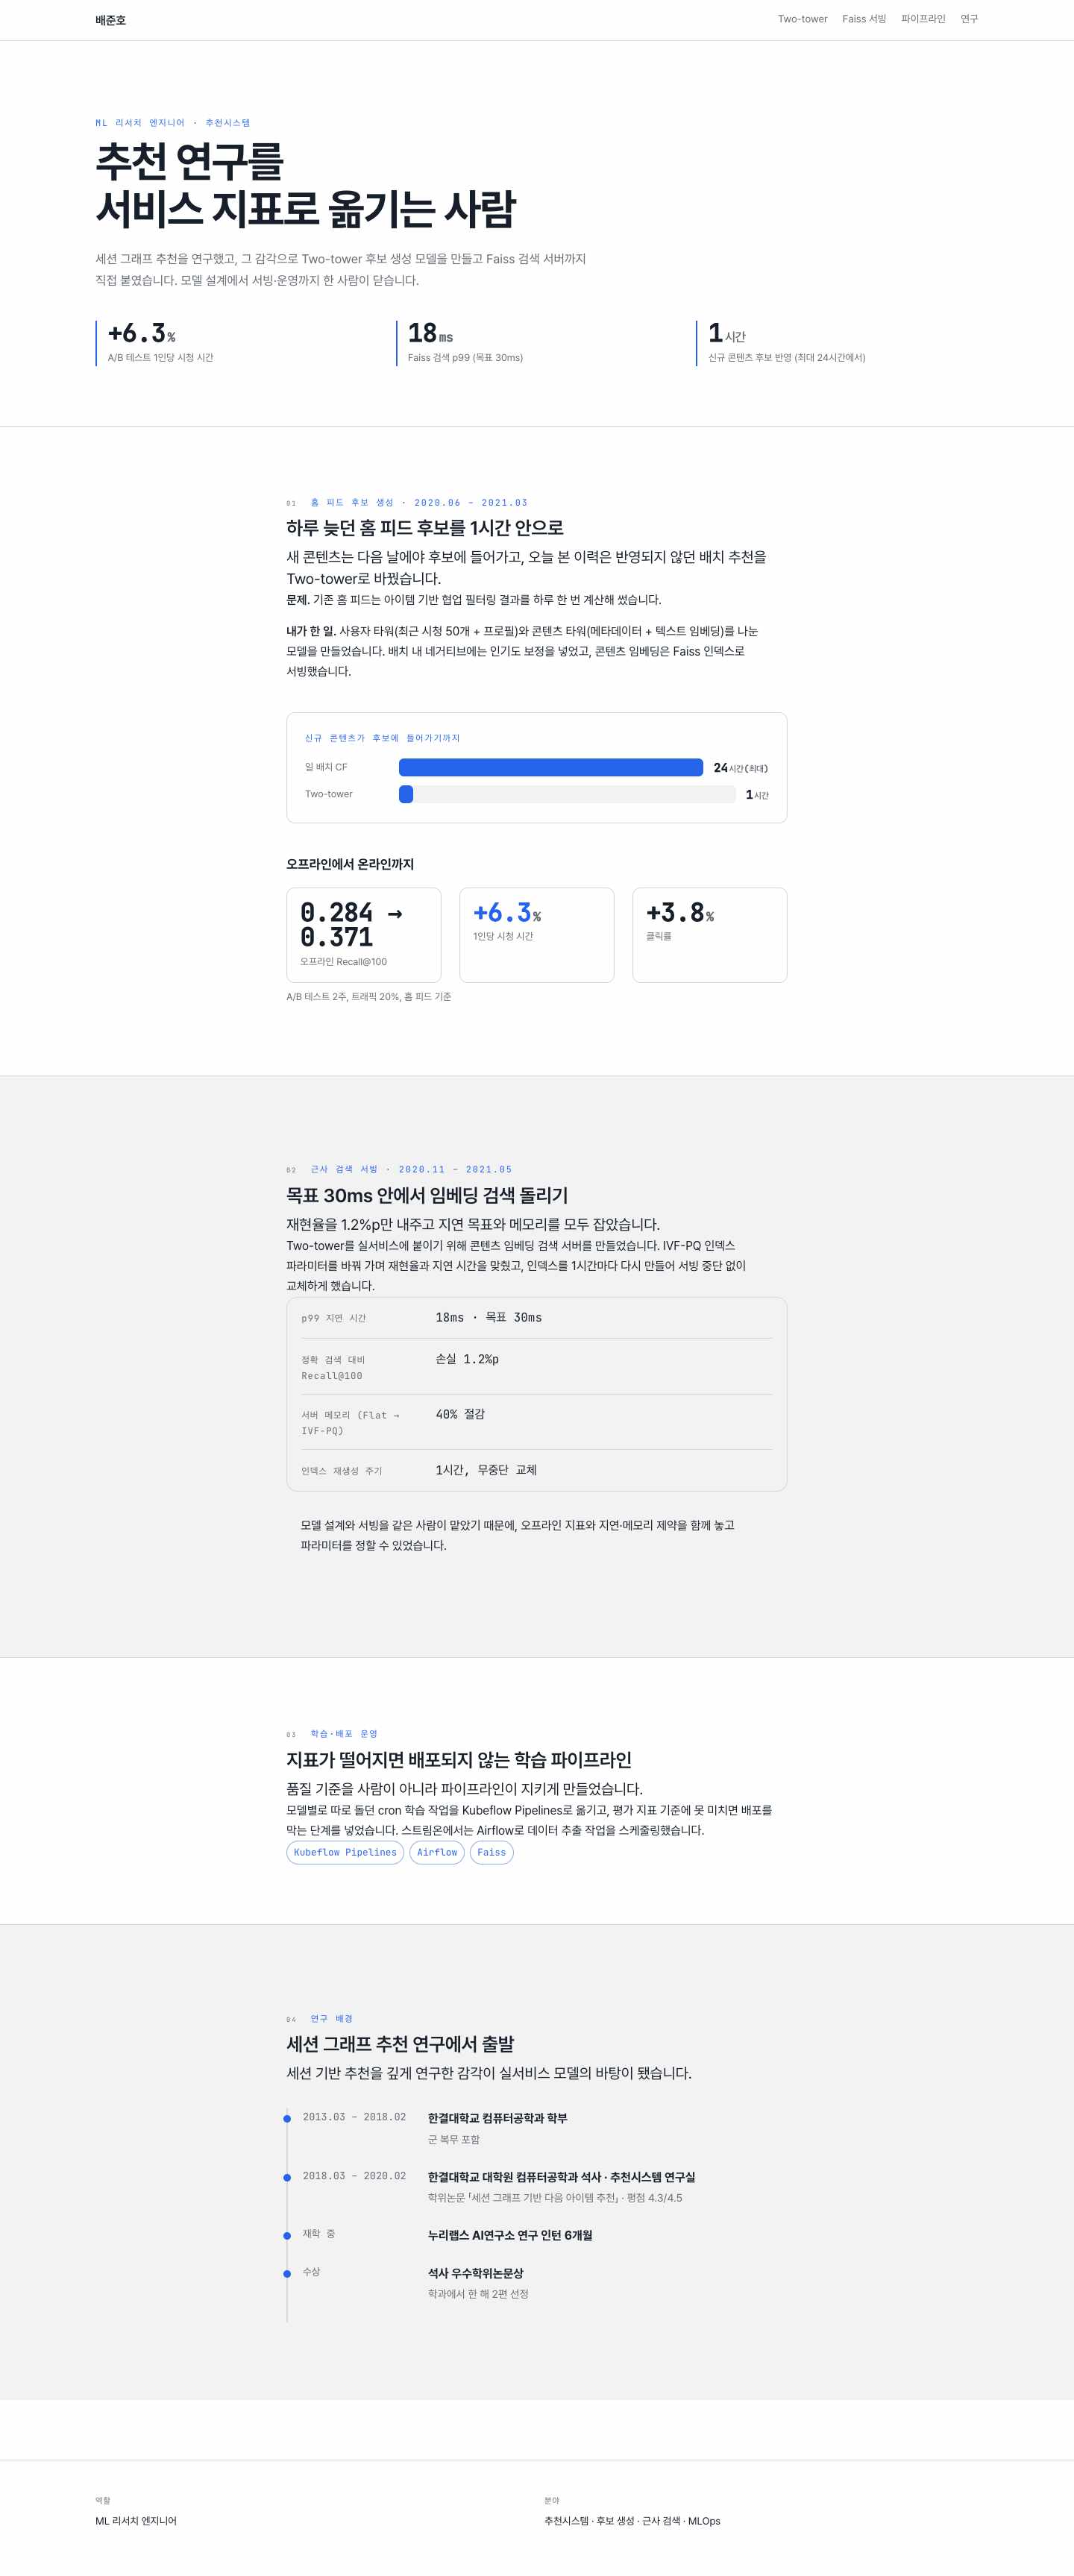 배준호
Two-tower
Faiss 서빙
파이프라인
연구
ML 리서치 엔지니어 · 추천시스템
추천 연구를
서비스 지표로 옮기는 사람
세션 그래프 추천을 연구했고, 그 감각으로 Two-tower 후보 생성 모델을 만들고 Faiss 검색 서버까지
직접 붙였습니다. 모델 설계에서 서빙·운영까지 한 사람이 닫습니다.
+6.3%
A/B 테스트 1인당 시청 시간
18ms
Faiss 검색 p99 (목표 30ms)
1시간
신규 콘텐츠 후보 반영 (최대 24시간에서)
01 홈 피드 후보 생성 · 2020.06 – 2021.03
하루 늦던 홈 피드 후보를 1시간 안으로
새 콘텐츠는 다음 날에야 후보에 들어가고, 오늘 본 이력은 반영되지 않던 배치 추천을
Two-tower로 바꿨습니다.
문제. 기존 홈 피드는 아이템 기반 협업 필터링 결과를 하루 한 번 계산해 썼습니다.
내가 한 일. 사용자 타워(최근 시청 50개 + 프로필)와 콘텐츠 타워(메타데이터 + 텍스트 임베딩)를 나눈
모델을 만들었습니다. 배치 내 네거티브에는 인기도 보정을 넣었고, 콘텐츠 임베딩은 Faiss 인덱스로
서빙했습니다.
신규 콘텐츠가 후보에 들어가기까지
일 배치 CF
24시간(최대)
Two-tower
1시간
오프라인에서 온라인까지
0.284 →
0.371
오프라인 Recall@100
+6.3%
1인당 시청 시간
+3.8%
클릭률
A/B 테스트 2주, 트래픽 20%, 홈 피드 기준
02 근사 검색 서빙 · 2020.11 – 2021.05
목표 30ms 안에서 임베딩 검색 돌리기
재현율을 1.2%p만 내주고 지연 목표와 메모리를 모두 잡았습니다.
Two-tower를 실서비스에 붙이기 위해 콘텐츠 임베딩 검색 서버를 만들었습니다. IVF-PQ 인덱스
파라미터를 바꿔 가며 재현율과 지연 시간을 맞췄고, 인덱스를 1시간마다 다시 만들어 서빙 중단 없이
교체하게 했습니다.
p99 지연 시간
18ms · 목표 30ms
정확 검색 대비
Recall@100
손실 1.2%p
서버 메모리 (Flat →
IVF-PQ)
40% 절감
인덱스 재생성 주기
1시간, 무중단 교체
모델 설계와 서빙을 같은 사람이 맡았기 때문에, 오프라인 지표와 지연·메모리 제약을 함께 놓고
파라미터를 정할 수 있었습니다.
03 학습·배포 운영
지표가 떨어지면 배포되지 않는 학습 파이프라인
품질 기준을 사람이 아니라 파이프라인이 지키게 만들었습니다.
모델별로 따로 돌던 cron 학습 작업을 Kubeflow Pipelines로 옮기고, 평가 지표 기준에 못 미치면 배포를
막는 단계를 넣었습니다. 스트림온에서는 Airflow로 데이터 추출 작업을 스케줄링했습니다.
Kubeflow Pipelines
Airflow
Faiss
04 연구 배경
세션 그래프 추천 연구에서 출발
세션 기반 추천을 깊게 연구한 감각이 실서비스 모델의 바탕이 됐습니다.
2013.03 – 2018.02
한결대학교 컴퓨터공학과 학부
군 복무 포함
2018.03 – 2020.02
한결대학교 대학원 컴퓨터공학과 석사 · 추천시스템 연구실
학위논문 「세션 그래프 기반 다음 아이템 추천」 · 평점 4.3/4.5
재학 중
누리랩스 AI연구소 연구 인턴 6개월
수상
석사 우수학위논문상
학과에서 한 해 2편 선정
역할
ML 리서치 엔지니어
분야
추천시스템 · 후보 생성 · 근사 검색 · MLOps